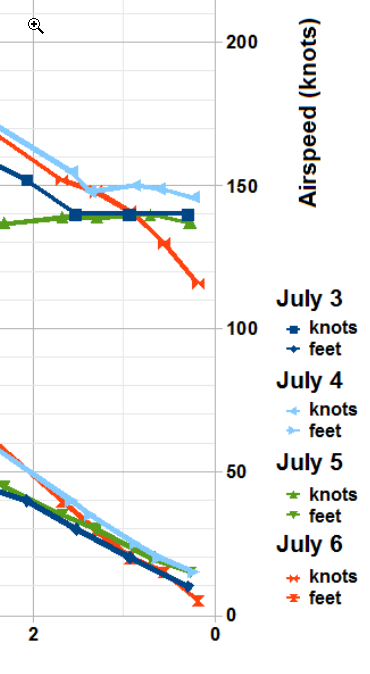 200
Airspeed (knots)
150
July 3
knots
feet
100
July 4
knots
feet
July 5
knots
feet
50
July 6
knots
feet
0
2 0